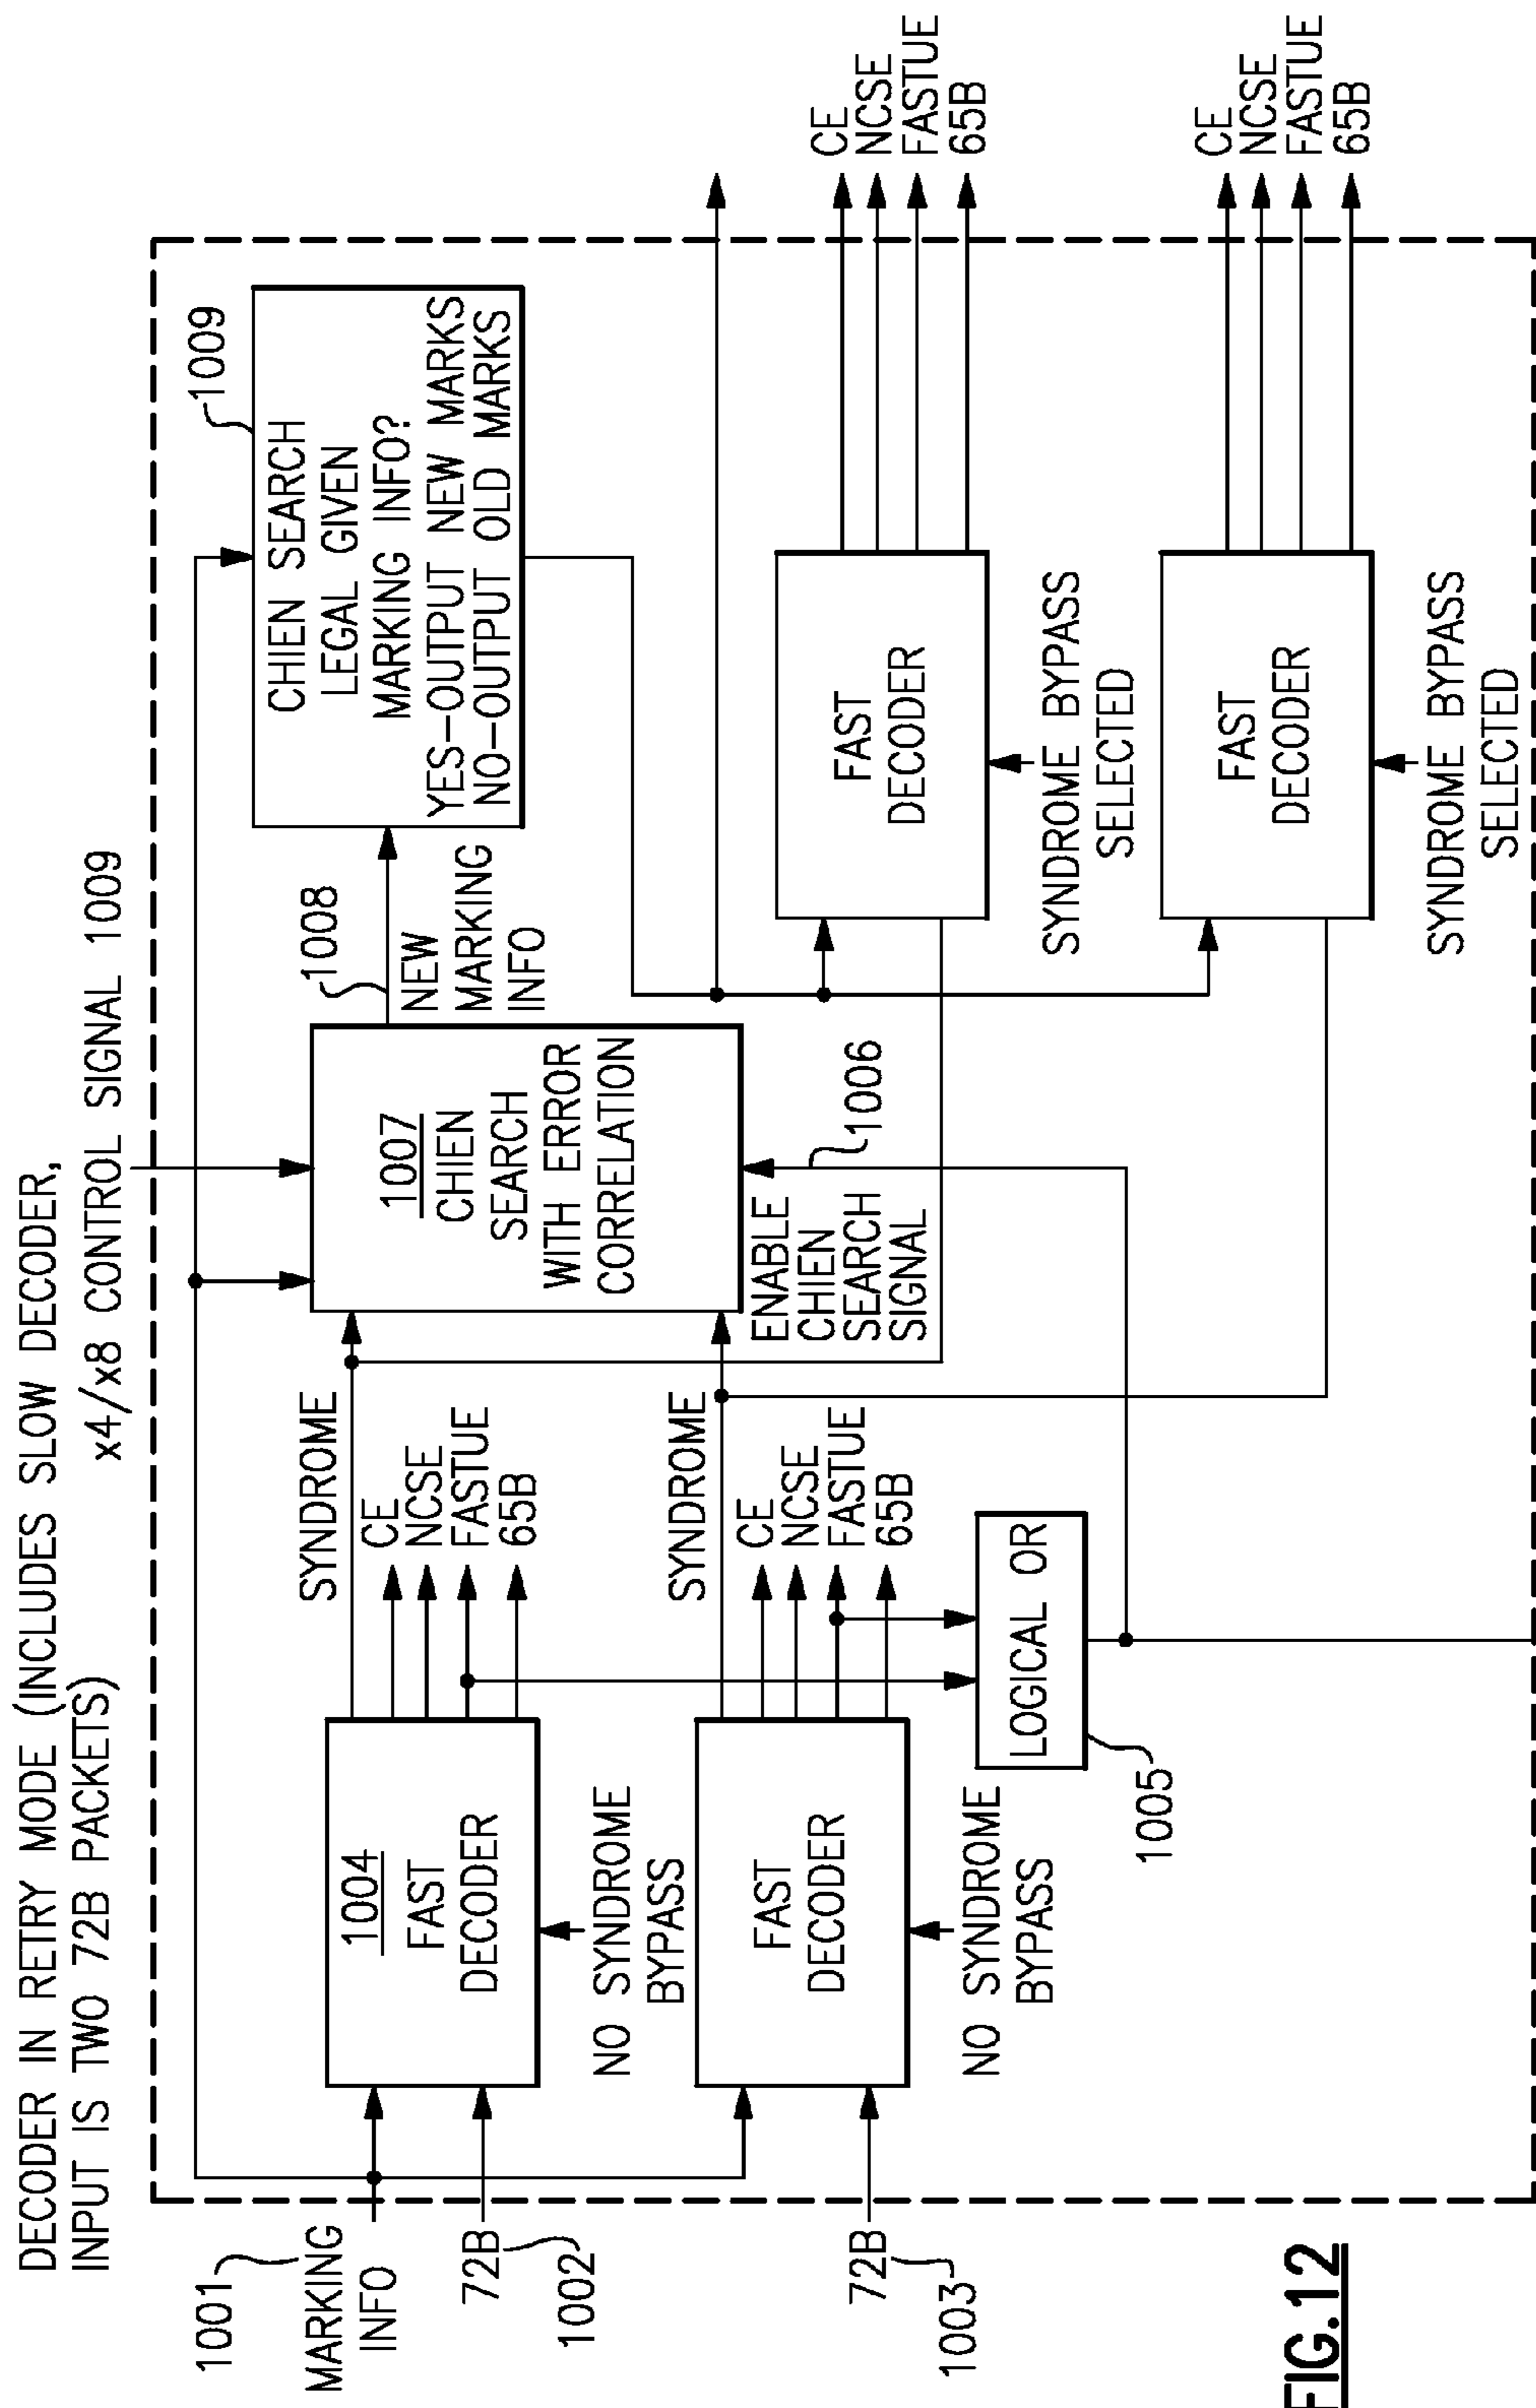 DECODER IN RETRY MODE (INCLUDES SLOW DECODER,
INPUT IS TWO 72B PACKETS)
x4/x8 CONTROL SIGNAL 1009
1001
MARKING
INFO
72B
1002
72B
1003
1004
FAST
DECODER
NO SYNDROME
BYPASS
SYNDROME
CE
NCSE
FASTUE
65B
FAST
DECODER
NO SYNDROME
BYPASS
SYNDROME
CE
NCSE
FASTUE
65B
LOGICAL OR
1005
1007
CHIEN
SEARCH
WITH ERROR
CORRELATION
ENABLE
CHIEN
SEARCH
SIGNAL
1006
1008
NEW
MARKING
INFO
1009
CHIEN SEARCH
LEGAL GIVEN
MARKING INFO?
YES-OUTPUT NEW MARKS
NO-OUTPUT OLD MARKS
FAST
DECODER
SYNDROME BYPASS
SELECTED
CE
NCSE
FASTUE
65B
FAST
DECODER
SYNDROME BYPASS
SELECTED
CE
NCSE
FASTUE
65B
FIG.12